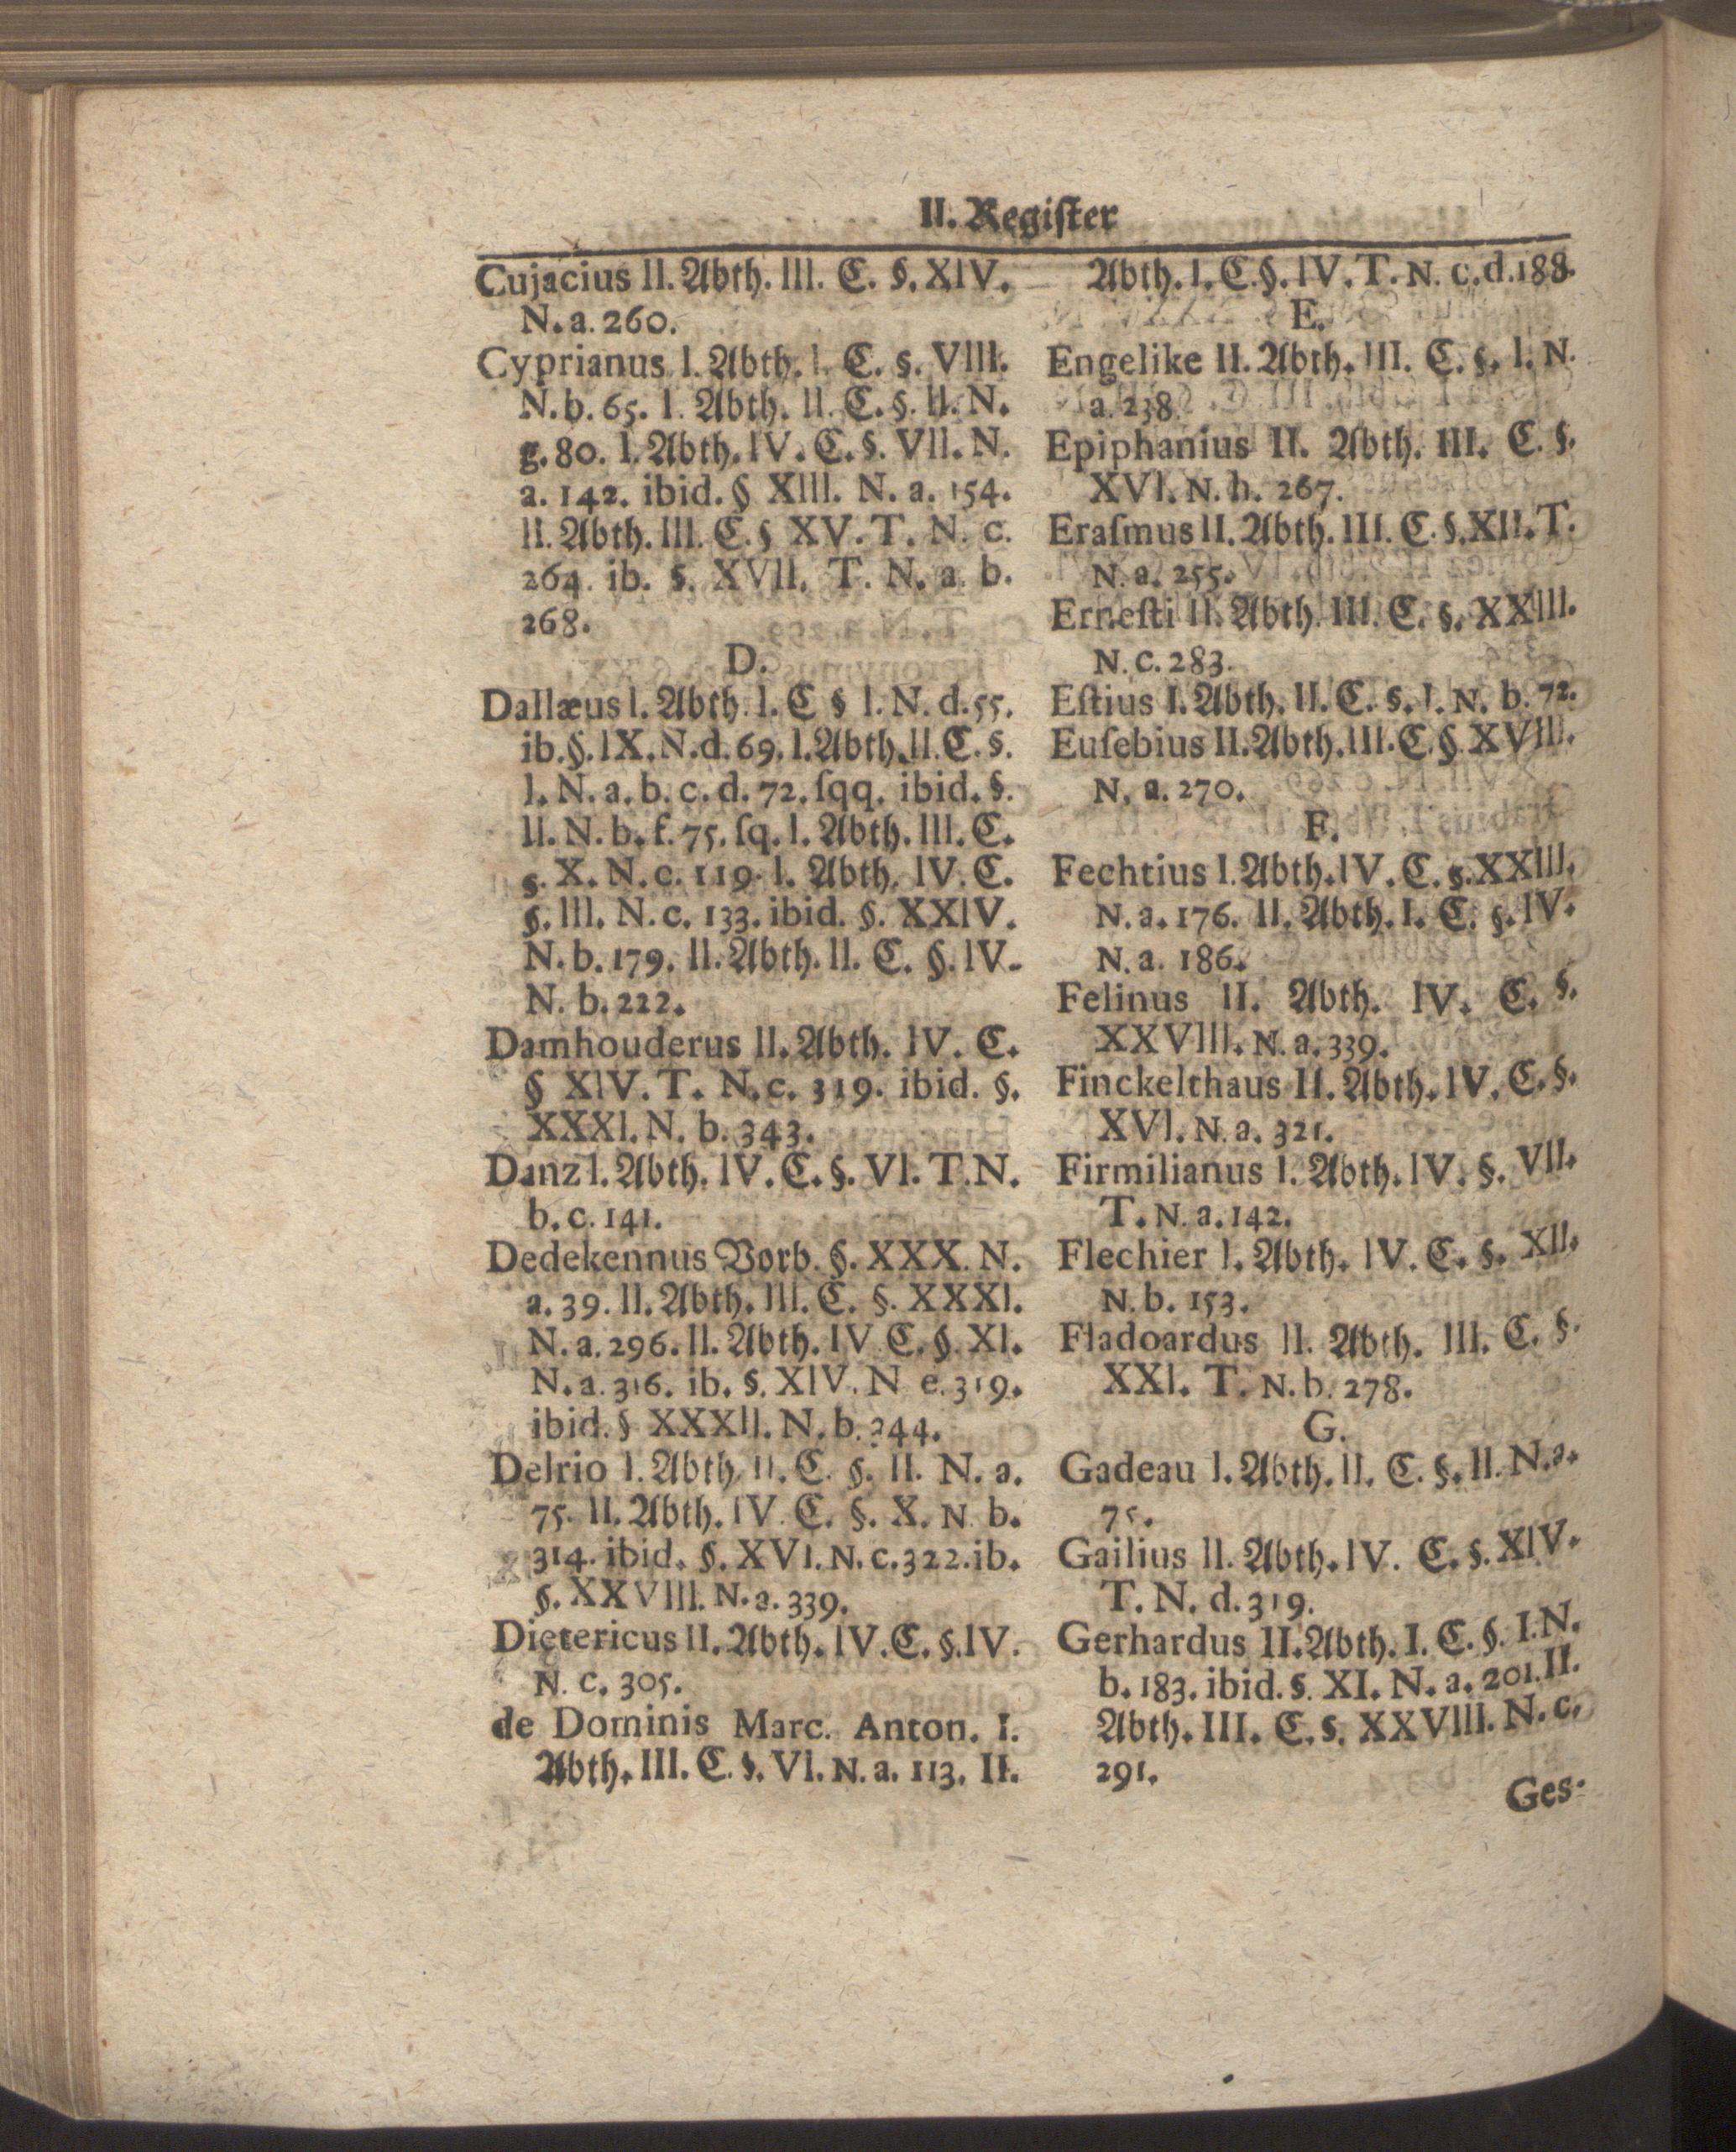 II. Regiſter
Cujacius II. Abth. III. C. §. XIV.
N. a. 260.
Cyprianus I. Abth. I. C. §. VIII.
N. b. 65. I. Abth. II. C. §. II. N.
g. 80. I. Abth. IV. C. §. VII. N.
a. 142. ibid. § XIII. N. a. 154.
II. Abth. III. C. § XV. T. N. c.
264. ib. §. XVII. T. N. a. b.
268.
D.
Dallæus I. Abth. I. C § I. N. d. 55.
ib. §. IX. N. d. 69. I. Abth. II. C. §.
I. N. a. b. c. d. 72. ſqq. ibid. §.
II. N. b. f. 75. ſq. I. Abth. III. C.
§. X. N. c. 119. I. Abth. IV. C.
§. III. N. c. 133. ibid. §. XXIV.
N. b. 179. II. Abth. II. C. §. IV.
N. b. 222.
Damhouderus II. Abth. IV. C.
§ XIV. T. N. c. 319. ibid. §.
XXXI. N. b. 343.
Danz I. Abth. IV. C. §. VI. T. N.
b. c. 141.
Dedekennus Vorb. §. XXX. N.
a. 39. II. Abth. III. C. §. XXXI.
N. a. 296. II. Abth. IV C. §. XI.
N. a. 316. ib. §. XIV. N e. 319.
ibid. § XXXII. N. b. 344.
Delrio I. Abth. II. C. §. II. N. a.
75. II. Abth. IV. C. §. X. N. b.
314. ibid. §. XVI. N. c. 322. ib.
§. XXVIII. N. a. 339.
Dietericus II. Abth. IV. C. §. IV.
N. c. 305.
de Dominis Marc. Anton. I.
Abth. III. C. §. VI. N. a. 113. II.
Abth. I. C. §. IV. T. N. c. d. 188.
E.
Engelike II. Abth. III. C. §. I. N.
a. 238.
Epiphanius II. Abth. III. C. §.
XVI. N. b. 267.
Eraſmus II. Abth. III. C. §. XII. T.
N. a. 255.
Erneſti II. Abth. III. C. §. XXIII.
N. c. 283.
Eſtius I. Abth. II. C. §. I. N. b. 72.
Euſebius II. Abth. III. C. §. XVIII.
N. a. 270.
F.
Fechtius I. Abth. IV. C. §. XXIII.
N. a. 176. II. Abth. I. C. §. IV.
N. a. 186.
Felinus II. Abth. IV. C. §.
XXVIII. N. a. 339.
Finckelthaus II. Abth. IV. C. §.
XVI. N. a. 321.
Firmilianus I. Abth. IV. §. VII.
T. N. a. 142.
Flechier I. Abth. IV. C. §. XII.
N. b. 153.
Fladoardus II. Abth. III. C. §.
XXI. T. N. b. 278.
G.
Gadeau I. Abth. II. C. §. II. N. a.
75.
Gailius II. Abth. IV. C. §. XIV.
T. N. d. 319.
Gerhardus II. Abth. I. C. §. I. N.
b. 183. ibid. §. XI. N. a. 201. II.
Abth. III. C. §. XXVIII. N. c.
291.
Ges-